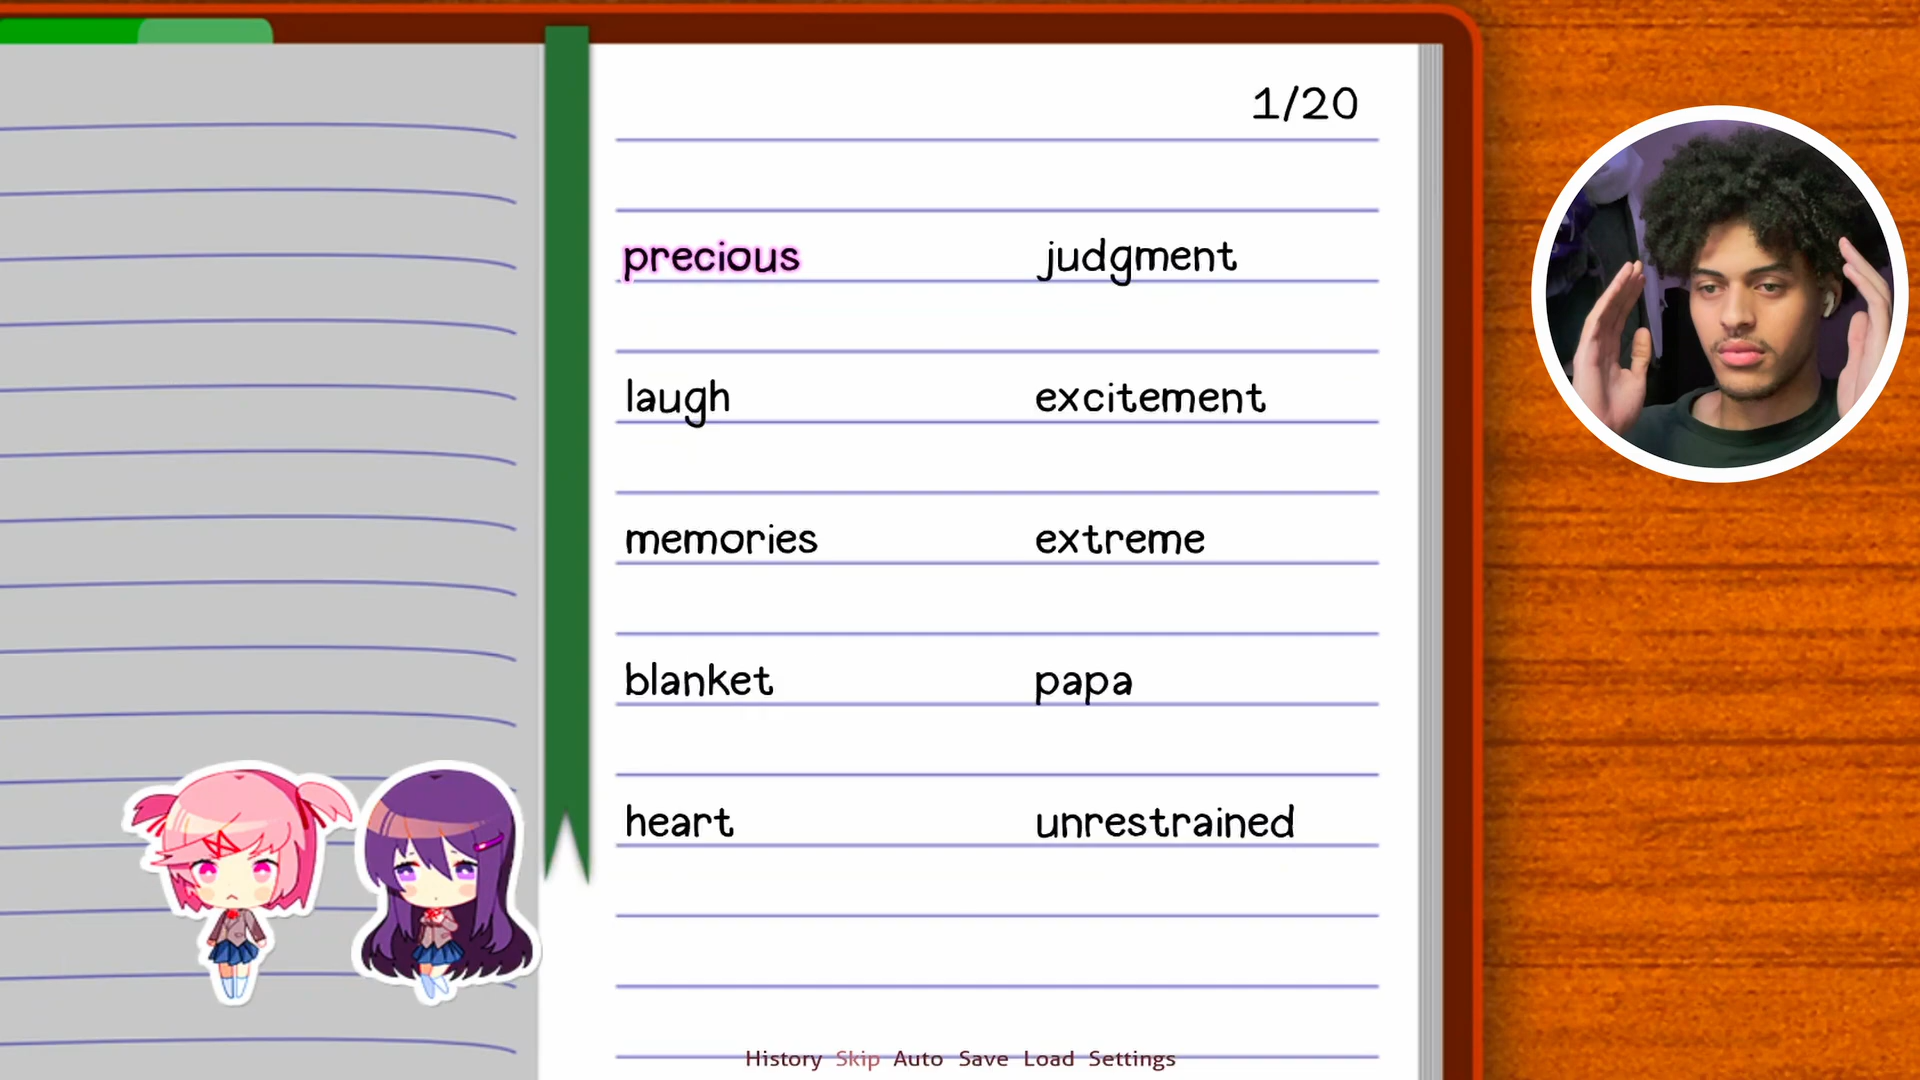 1/20
precious judgment
laugh excitement
memories extreme
blanket papa
heart unrestrained
History Skip Auto Save Load Settings